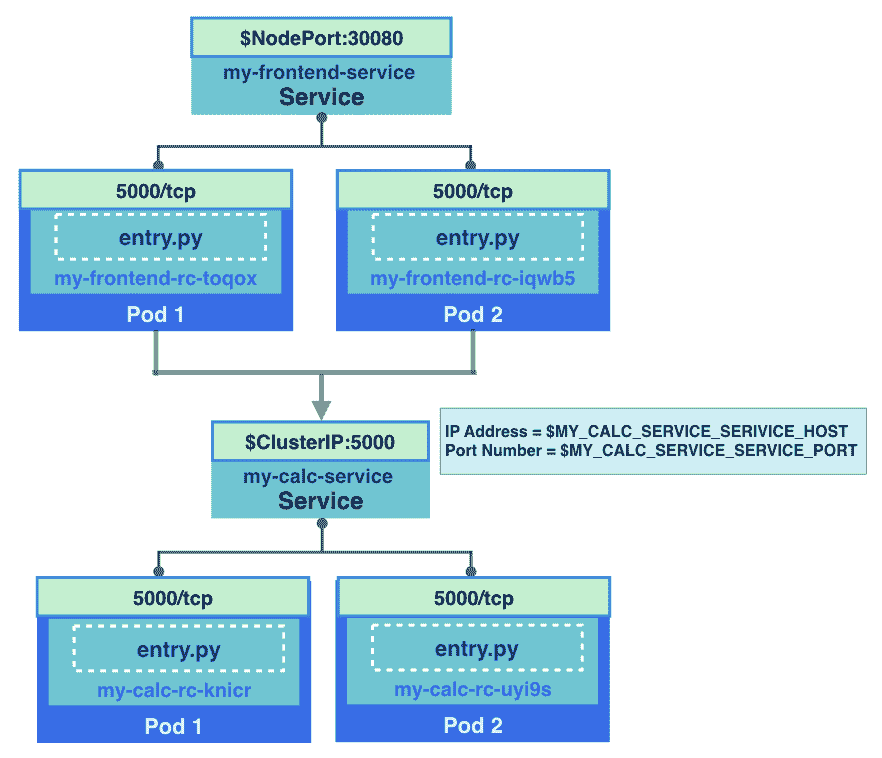 $NodePort:30080
my-frontend-service
Service
5000/tcp
5000/tcp
entry.py
entry.py
my-frontend-rc-toqox
my-frontend-rc-iqwb5
Pod 1
Pod 2
$ClusterIP:5000
my-calc-service
Service
IP Address = $MY_CALC_SERVICE_SERIVICE_HOST
Port Number = $MY_CALC_SERVICE_SERVICE_PORT
5000/tcp
5000/tcp
entry.py
entry.py
my-calc-rc-knicr
my-calc-rc-uyi9s
Pod 1
Pod 2